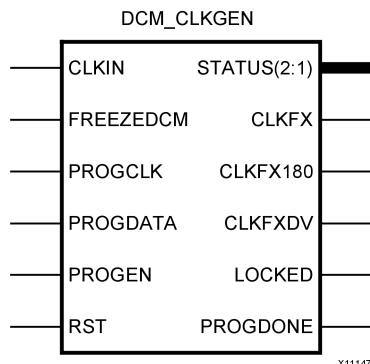 DCM_CLKGEN
CLKIN STATUS(2:1)
FREEZEDCM CLKFX
PROGCLK CLKFX180
PROGDATA CLKFXDV
PROGEN LOCKED
RST PROGDONE
X11147